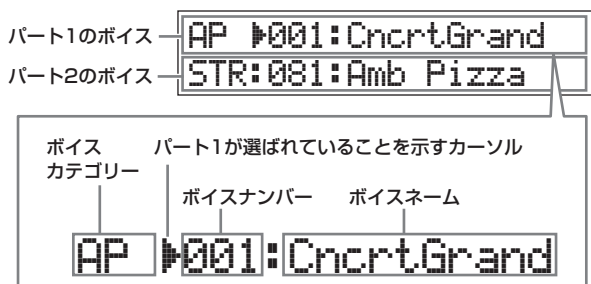 パート1のボイス AP ▶001:CncrtGrand
パート2のボイス STR:081:Amb Pizza
ボイス
カテゴリー
パート1が選ばれていることを示すカーソル
ボイスナンバー
ボイスネーム
AP ▶001:CncrtGrand